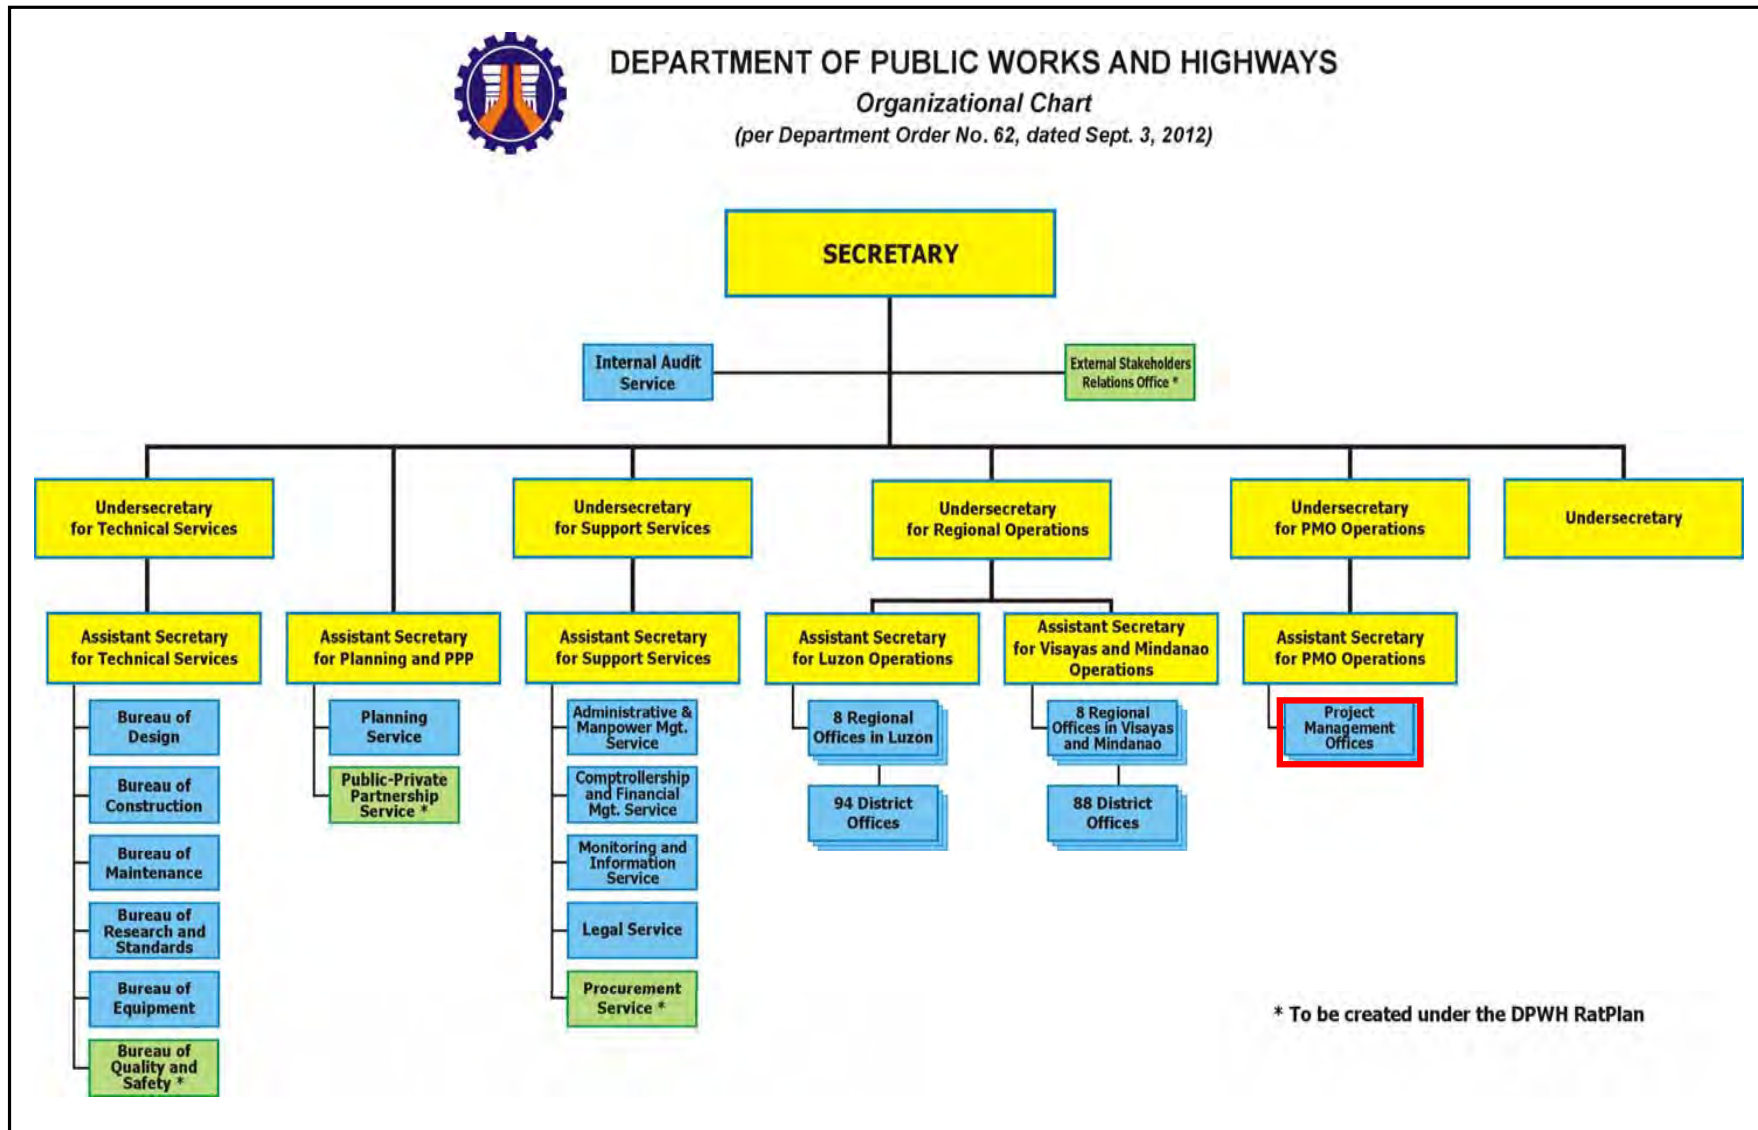 DEPARTMENT OF PUBLIC WORKS AND HIGHWAYS
Organizational Chart
(per Department Order No. 62, dated Sept. 3, 2012)
SECRETARY
Internal Audit
Service
External Stakeholders
Relations Office *
Undersecretary
for Technical Services
Undersecretary
for Support Services
Undersecretary
for Regional Operations
Undersecretary
for PMO Operations
Undersecretary
Assistant Secretary
for Technical Services
Assistant Secretary
for Planning and PPP
Assistant Secretary
for Support Services
Assistant Secretary
for Luzon Operations
Assistant Secretary
for Visayas and Mindanao
Operations
Assistant Secretary
for PMO Operations
Bureau of
Design
Bureau of
Construction
Bureau of
Maintenance
Bureau of
Research and
Standards
Bureau of
Equipment
Bureau of
Quality and
Safety *
Planning
Service
Public-Private
Partnership
Service *
Administrative &
Manpower Mgt.
Service
Comptrollership
and Financial
Mgt. Service
Monitoring and
Information
Service
Legal Service
Procurement
Service *
8 Regional
Offices in Luzon
94 District
Offices
8 Regional
Offices in Visayas
and Mindanao
88 District
Offices
Project
Management
Offices
* To be created under the DPWH RatPlan